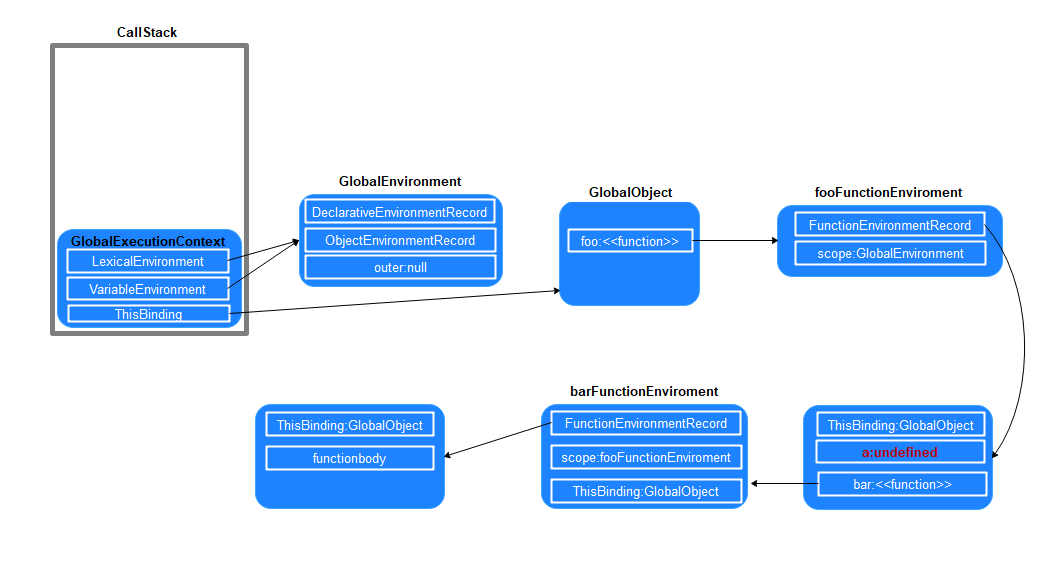 CallStack
GlobalExecutionContext
LexicalEnvironment
VariableEnvironment
ThisBinding
GlobalEnvironment
DeclarativeEnvironmentRecord
ObjectEnvironmentRecord
outer:null
GlobalObject
foo:<<function>>
fooFunctionEnviroment
FunctionEnvironmentRecord
scope:GlobalEnvironment
ThisBinding:GlobalObject
functionbody
barFunctionEnviroment
FunctionEnvironmentRecord
scope:fooFunctionEnviroment
ThisBinding:GlobalObject
ThisBinding:GlobalObject
a:undefined
bar:<<function>>